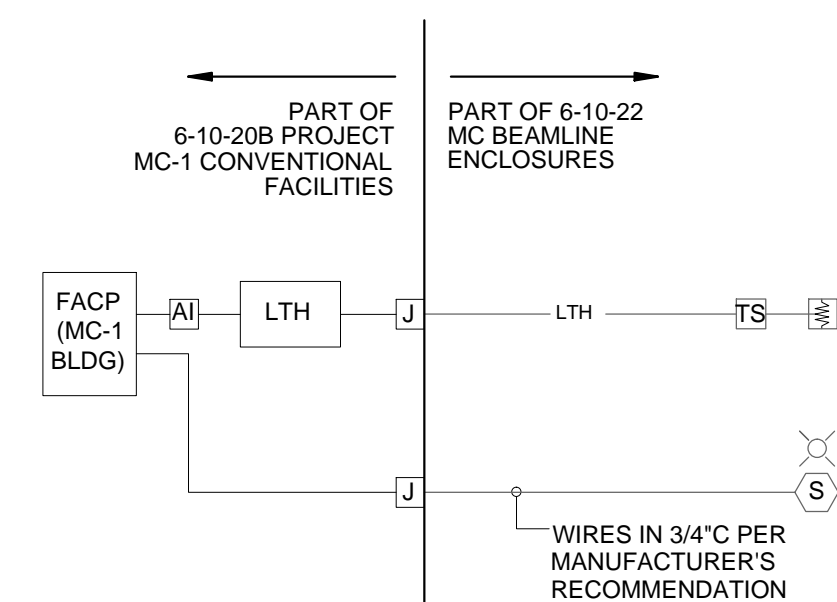 PART OF
6-10-20B PROJECT
MC-1 CONVENTIONAL
FACILITIES
PART OF 6-10-22
MC BEAMLINE
ENCLOSURES
FACP
(MC-1
BLDG)
AI
LTH
J
LTH
TS
J
S
WIRES IN 3/4"C PER
MANUFACTURER'S
RECOMMENDATION